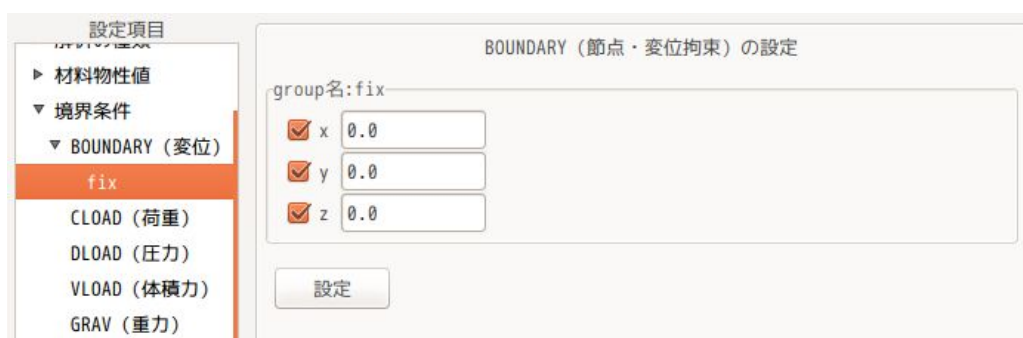 設定項目
材料物性値
境界条件
BOUNDARY (変位)
fix
CLOAD (荷重)
DLOAD (圧力)
VLOAD (体積力)
GRAV (重力)
BOUNDARY (節点・変位拘束) の設定
group名:fix
x 0.0
y 0.0
z 0.0
設定